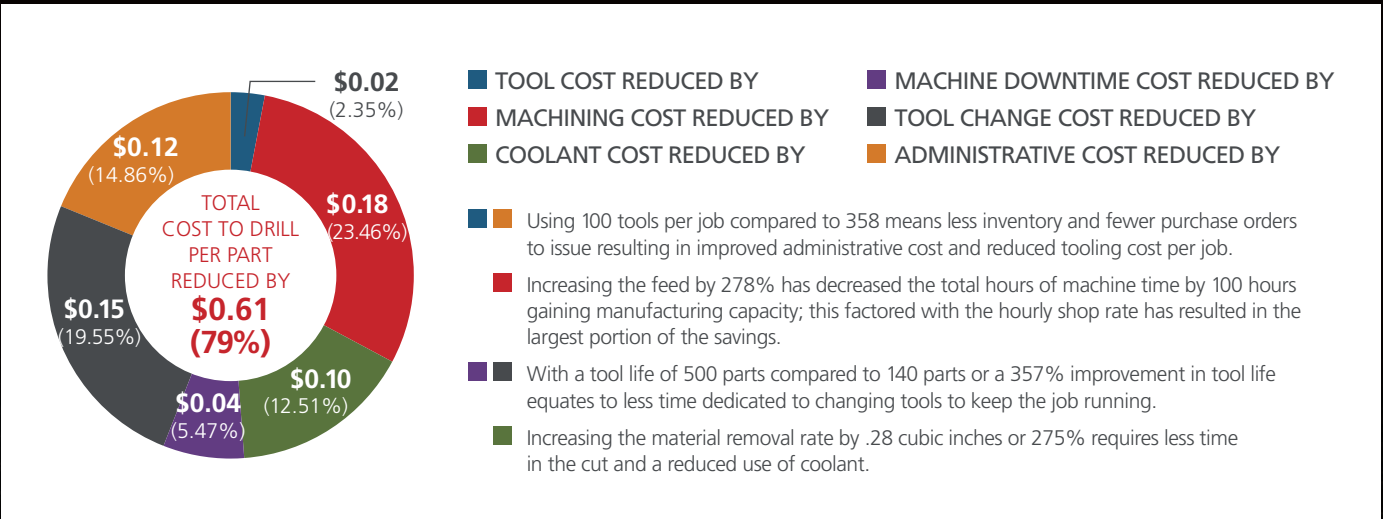 $0.02
(2.35%)
$0.12
(14.86%)
$0.18
(23.46%)
$0.15
(19.55%)
$0.10
(12.51%)
$0.04
(5.47%)
TOTAL
COST TO DRILL
PER PART
REDUCED BY
$0.61
(79%)
TOOL COST REDUCED BY
MACHINING COST REDUCED BY
COOLANT COST REDUCED BY
MACHINE DOWNTIME COST REDUCED BY
TOOL CHANGE COST REDUCED BY
ADMINISTRATIVE COST REDUCED BY
Using 100 tools per job compared to 358 means less inventory and fewer purchase orders
to issue resulting in improved administrative cost and reduced tooling cost per job.
Increasing the feed by 278% has decreased the total hours of machine time by 100 hours
gaining manufacturing capacity; this factored with the hourly shop rate has resulted in the
largest portion of the savings.
With a tool life of 500 parts compared to 140 parts or a 357% improvement in tool life
equates to less time dedicated to changing tools to keep the job running.
Increasing the material removal rate by .28 cubic inches or 275% requires less time
in the cut and a reduced use of coolant.